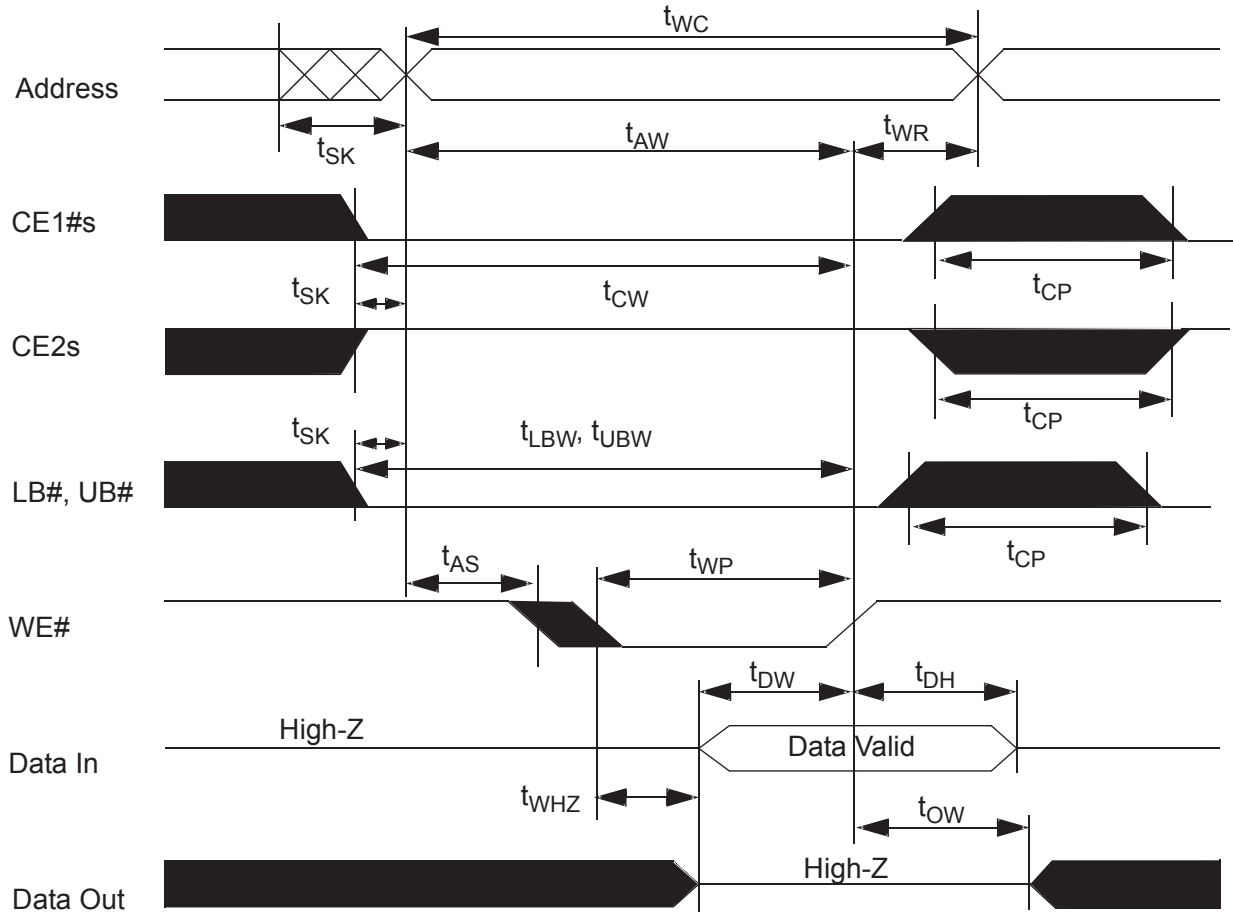 tWC
Address
tSK
tAW
tWR
CE1#s
tSK
tCW
tCP
CE2s
tSK
tLBW, tUBW
tCP
LB#, UB#
tAS
tWP
tCP
WE#
tDW
tDH
High-Z
Data Valid
Data In
tWHZ
tOW
High-Z
Data Out